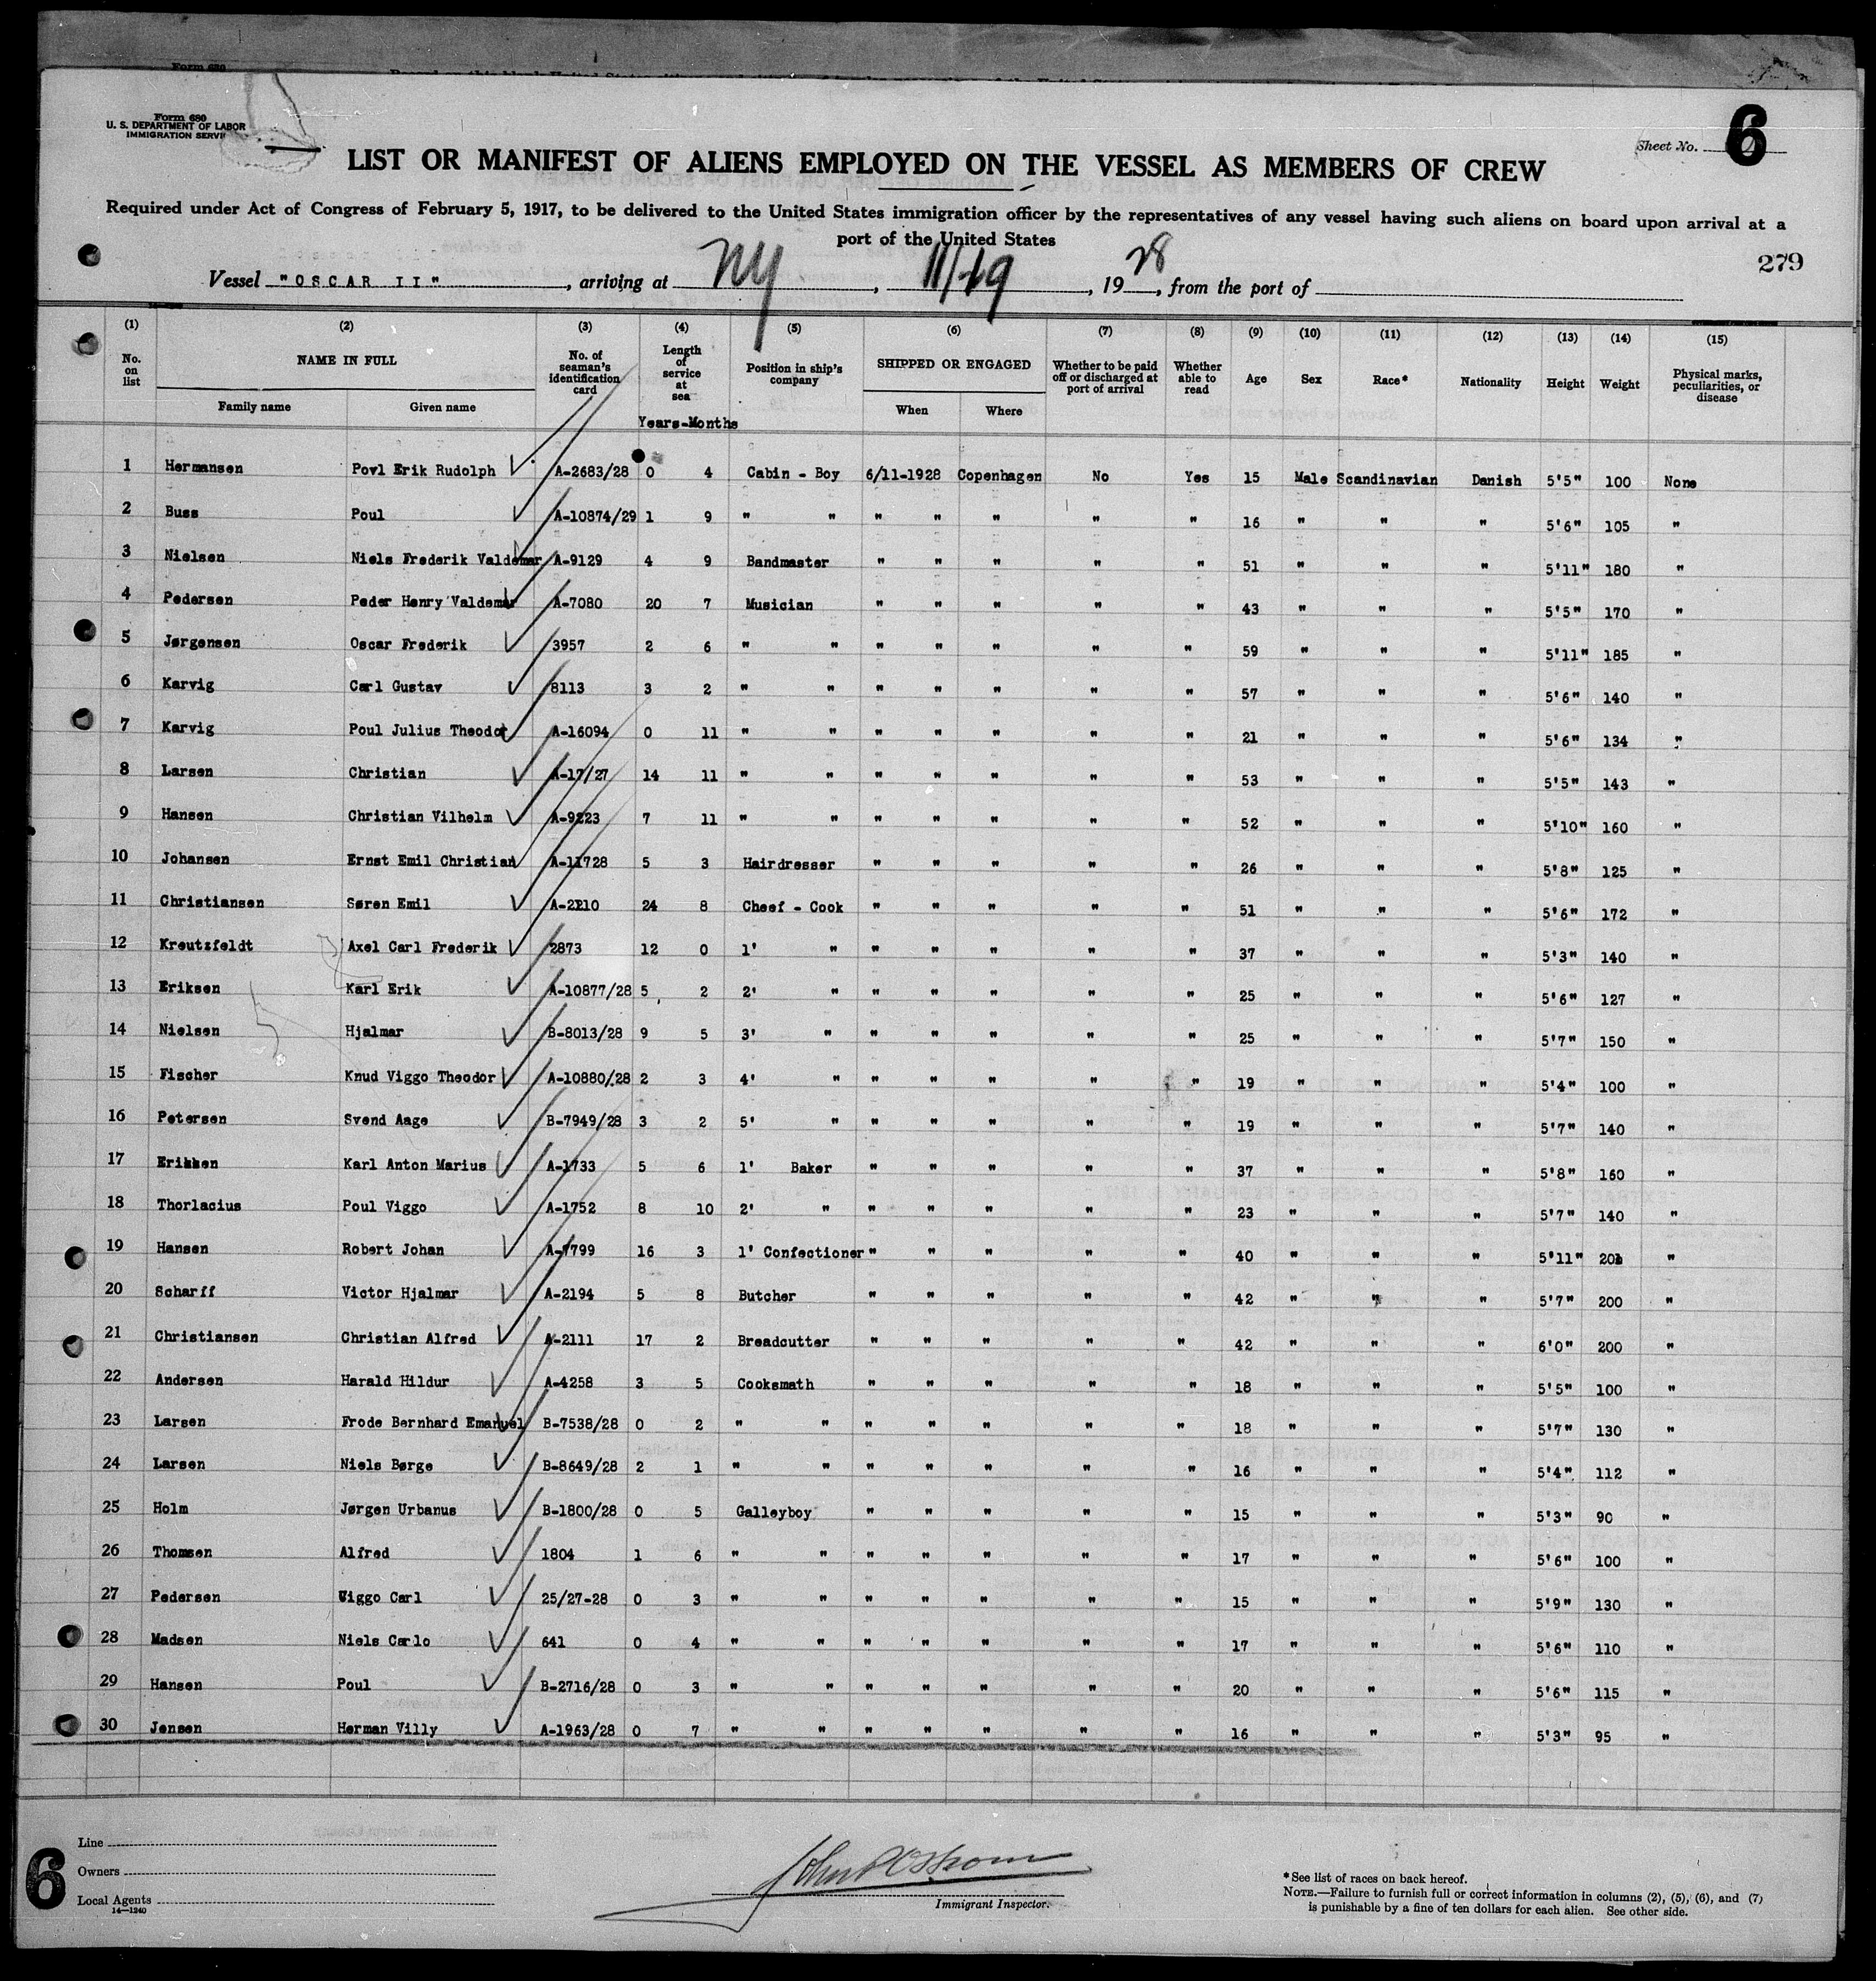 Form 680
U. S. DEPARTMENT OF LABOR
IMMIGRATION SERVI
Sheet No. 6
LIST OR MANIFEST OF ALIENS EMPLOYED ON THE VESSEL AS MEMBERS OF CREW
Required under Act of Congress of February 5, 1917, to be delivered to the United States immigration officer by the representatives of any vessel having such aliens on board upon arrival at a
port of the United States
279
Vessel "OSCAR II", arriving at NY, 11/19, 1928, from the port of
(1) (2) (3) (4) (5) (6) (7) (8) (9) (10) (11) (12) (13) (14) (15)
No. on list NAME IN FULL Family name Given name No. of seaman's identification card Length of service at sea Years-Months Position in ship's company SHIPPED OR ENGAGED When Where Whether to be paid off or discharged at port of arrival Whether able to read Age Sex Race* Nationality Height Weight Physical marks, peculiarities, or disease
1 Hermansen Povl Erik Rudolph A-2683/28 0 4 Cabin - Boy 6/11-1928 Copenhagen No Yes 15 Male Scandinavian Danish 5'5" 100 None
2 Buss Poul A-10874/29 1 9 " " " " " " " 16 " " " 5'6" 105 "
3 Nielsen Niels Frederik Valdemar A-9129 4 9 Bandmaster " " " " " 51 " " " 5'11" 180 "
4 Pedersen Peder Henry Valdemar A-7080 20 7 Musician " " " " " 43 " " " 5'5" 170 "
5 Jørgensen Oscar Frederik 3957 2 6 " " " " " " " 59 " " " 5'11" 185 "
6 Karvig Carl Gustav 8113 3 2 " " " " " " " 57 " " " 5'6" 140 "
7 Karvig Poul Julius Theodor A-16094 0 11 " " " " " " " 21 " " " 5'6" 134 "
8 Larsen Christian A-17/27 14 11 " " " " " " " 53 " " " 5'5" 143 "
9 Hansen Christian Vilhelm A-9223 7 11 " " " " " " " 52 " " " 5'10" 160 "
10 Johansen Ernst Emil Christian A-11728 5 3 Hairdresser " " " " " 26 " " " 5'8" 125 "
11 Christiansen Søren Emil A-2210 24 8 Cheef - Cook " " " " " 51 " " " 5'6" 172 "
12 Kreutzfeldt Axel Carl Frederik 2873 12 0 1' " " " " " " 37 " " " 5'3" 140 "
13 Eriksen Karl Erik A-10877/28 5 2 2' " " " " " " 25 " " " 5'6" 127 "
14 Nielsen Hjalmar B-8013/28 9 5 3' " " " " " " 25 " " " 5'7" 150 "
15 Fischer Knud Viggo Theodor A-10880/28 2 3 4' " " " " " " 19 " " " 5'4" 100 "
16 Petersen Svend Aage B-7949/28 3 2 5' " " " " " " 19 " " " 5'7" 140 "
17 Eriksen Karl Anton Marius A-1733 5 6 1' Baker " " " " " 37 " " " 5'8" 160 "
18 Thorlacius Poul Viggo A-1752 8 10 2' " " " " " " 23 " " " 5'7" 140 "
19 Hansen Robert Johan A-7799 16 3 1' Confectioner " " " " " 40 " " " 5'11" "
20 Scharff Victor Hjalmar A-2194 5 8 Butcher " " " " " 42 " " " 5'7" 200 "
21 Christiansen Christian Alfred A-2111 17 2 Breadcutter " " " " " 42 " " " 6'0" 200 "
22 Andersen Harald Hildur A-4258 3 5 Cooksmath " " " " " 18 " " " 5'5" 100 "
23 Larsen Frode Bernhard Emanuel B-7538/28 0 2 " " " " " " " 18 " " " 5'7" 130 "
24 Larsen Niels Børge B-8649/28 2 1 " " " " " " " 16 " " " 5'4" 112 "
25 Holm Jørgen Urbanus B-1800/28 0 5 Galleyboy " " " " " 15 " " " 5'3" 90 "
26 Thomsen Alfred 1804 1 6 " " " " " " " 17 " " " 5'6" 100 "
27 Pedersen Viggo Carl 25/27-28 0 3 " " " " " " " 15 " " " 5'9" 130 "
28 Madsen Niels Carlo 641 0 4 " " " " " " " 17 " " " 5'6" 110 "
29 Hansen Poul B-2716/28 0 3 " " " " " " " 20 " " " 5'6" 115 "
30 Jensen Herman Villy A-1963/28 0 7 " " " " " " " 16 " " " 5'3" 95 "
6
Line
Owners
Local Agents
14—1240
Immigrant Inspector.
*See list of races on back hereof.
NOTE.—Failure to furnish full or correct information in columns (2), (5), (6), and (7)
is punishable by a fine of ten dollars for each alien. See other side.